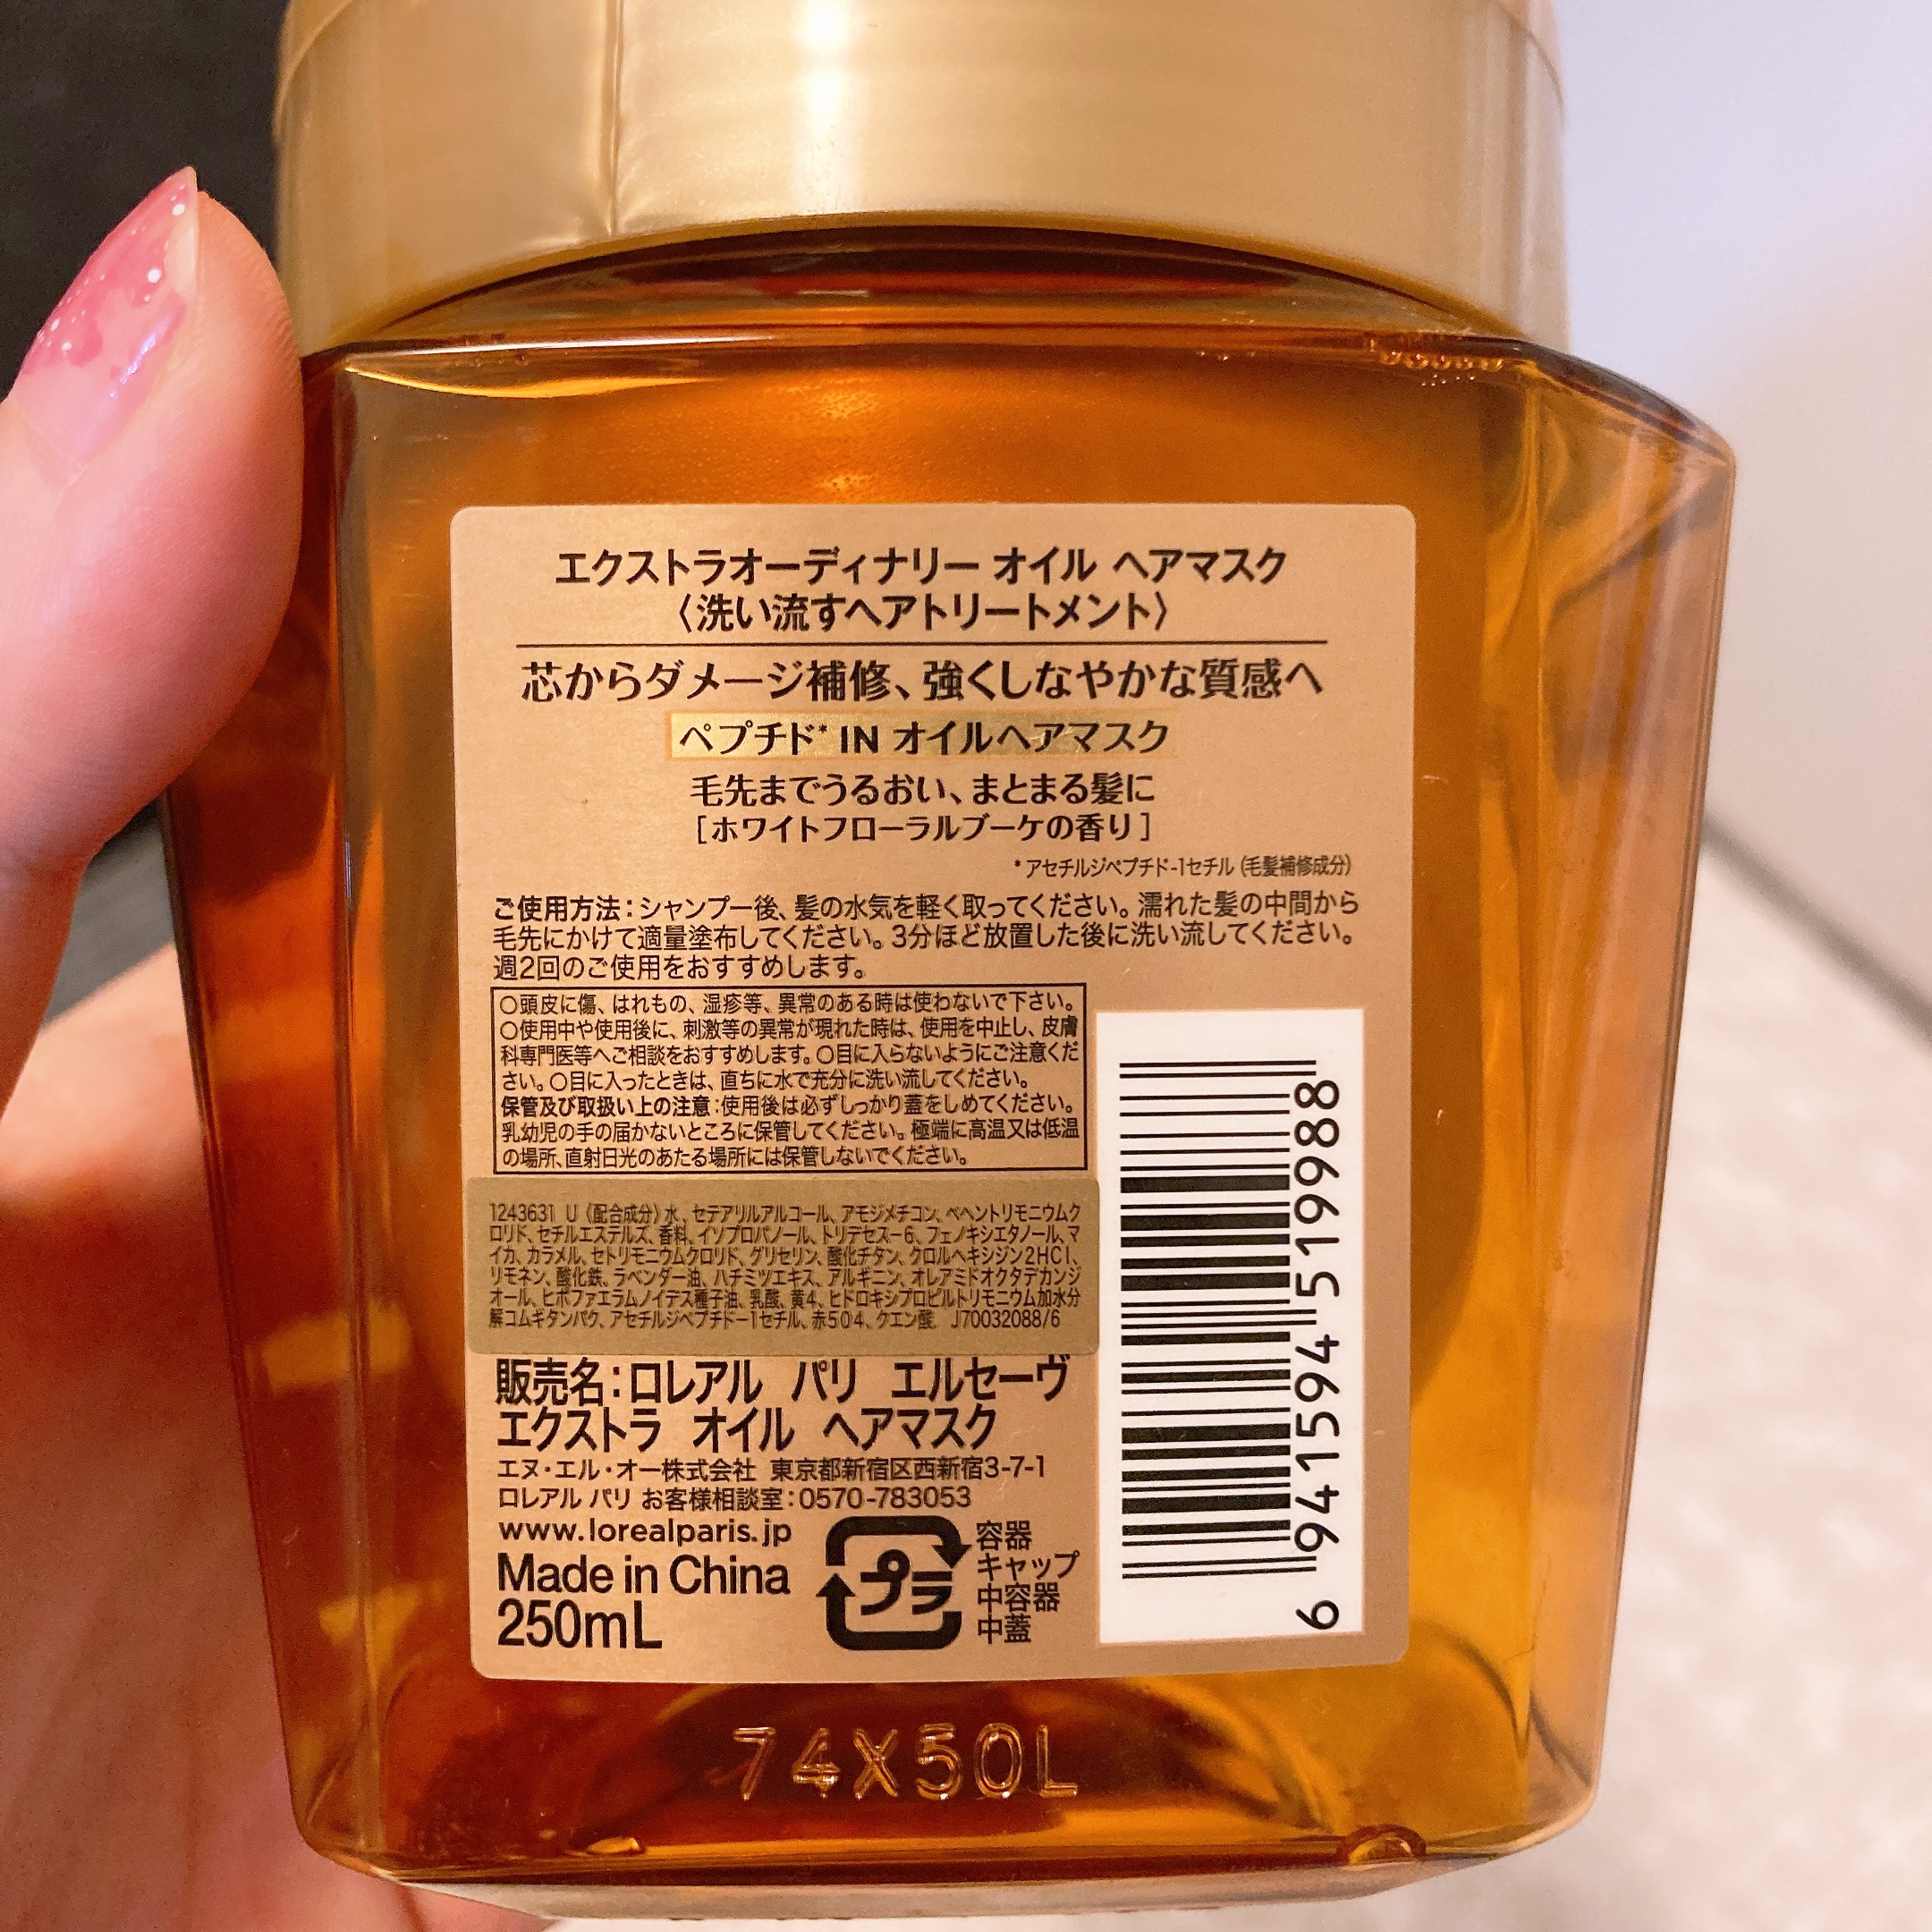 エクストラオーディナリー オイル ヘアマスク
〈洗い流すヘアトリートメント〉
芯からダメージ補修、強くしなやかな質感へ
ペプチド* IN オイルヘアマスク
毛先までうるおい、まとまる髪に
[ホワイトフローラルブーケの香り]
*アセチルジペプチド-1セチル (毛髪補修成分)
ご使用方法：シャンプー後、髪の水気を軽く取ってください。濡れた髪の中間から
毛先にかけて適量塗布してください。3分ほど放置した後に洗い流してください。
週2回のご使用をおすすめします。
○頭皮に傷、はれもの、湿疹等、異常のある時は使わないで下さい。
○使用中や使用後に、刺激等の異常が現れた時は、使用を中止し、皮膚
科専門医等へご相談をおすすめします。○目に入らないようにご注意くだ
さい。○目に入ったときは、直ちに水で充分に洗い流してください。
保管及び取扱い上の注意：使用後は必ずしっかり蓋をしめてください。
乳幼児の手の届かないところに保管してください。極端に高温又は低温
の場所、直射日光のあたる場所には保管しないでください。
1243631 U 〈配合成分〉水、セテアリルアルコール、アモジメチコン、ベヘントリモニウムク
ロリド、セチルエステルズ、香料、イソプロパノール、トリデセス-6、フェノキシエタノール、マ
イカ、カラメル、セトリモニウムクロリド、グリセリン、酸化チタン、クロルヘキシジン2HCl、
リモネン、酸化鉄、ラベンダー油、ハチミツエキス、アルギニン、オレアミドオクタデカンジ
オール、ヒポファエラムノイデス種子油、乳酸、黄4、ヒドロキシプロピルトリモニウム加水分
解コムギタンパク、アセチルジペプチド-1セチル、赤504、クエン酸、 J70032088/6
販売名：ロレアル パリ エルセーヴ
エクストラ オイル ヘアマスク
エヌ・エル・オー株式会社 東京都新宿区西新宿3-7-1
ロレアル パリ お客様相談室：0570-783053
www.lorealparis.jp
Made in China
250mL
プラ
容器
キャップ
中容器
中蓋
6 941594 519988
74X50L